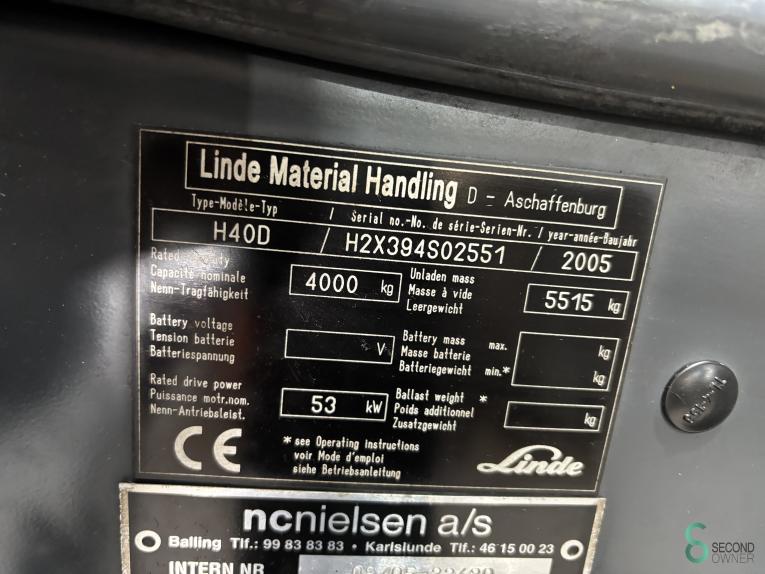 Linde Material Handling D - Aschaffenburg
Type-Modèle-Typ / Serial no.-No. de série-Serien-Nr. / year-année-Baujahr
H40D / H2X394S02551 / 2005
Rated
Capacité nominale
Nenn-Tragfähigkeit
4000 kg
Unladen mass
Masse à vide
Leergewicht
5515 kg
Battery voltage
Tension batterie
Batteriespannung
V
Battery mass max.
Masse batterie
Batteriegewicht min.*
kg
kg
Rated drive power
Puissance motr.nom.
Nenn-Antriebsleist.
53 kW
Ballast weight *
Poids additionnel
Zusatzgewicht
kg
CE
* see Operating instructions
voir Mode d'emploi
siehe Betriebsanleitung
Linde
ncnielsen a/s
Balling Tlf.: 99 83 83 83 • Karlslunde Tlf.: 46 15 00 23
INTERN NR
SECOND
OWNER